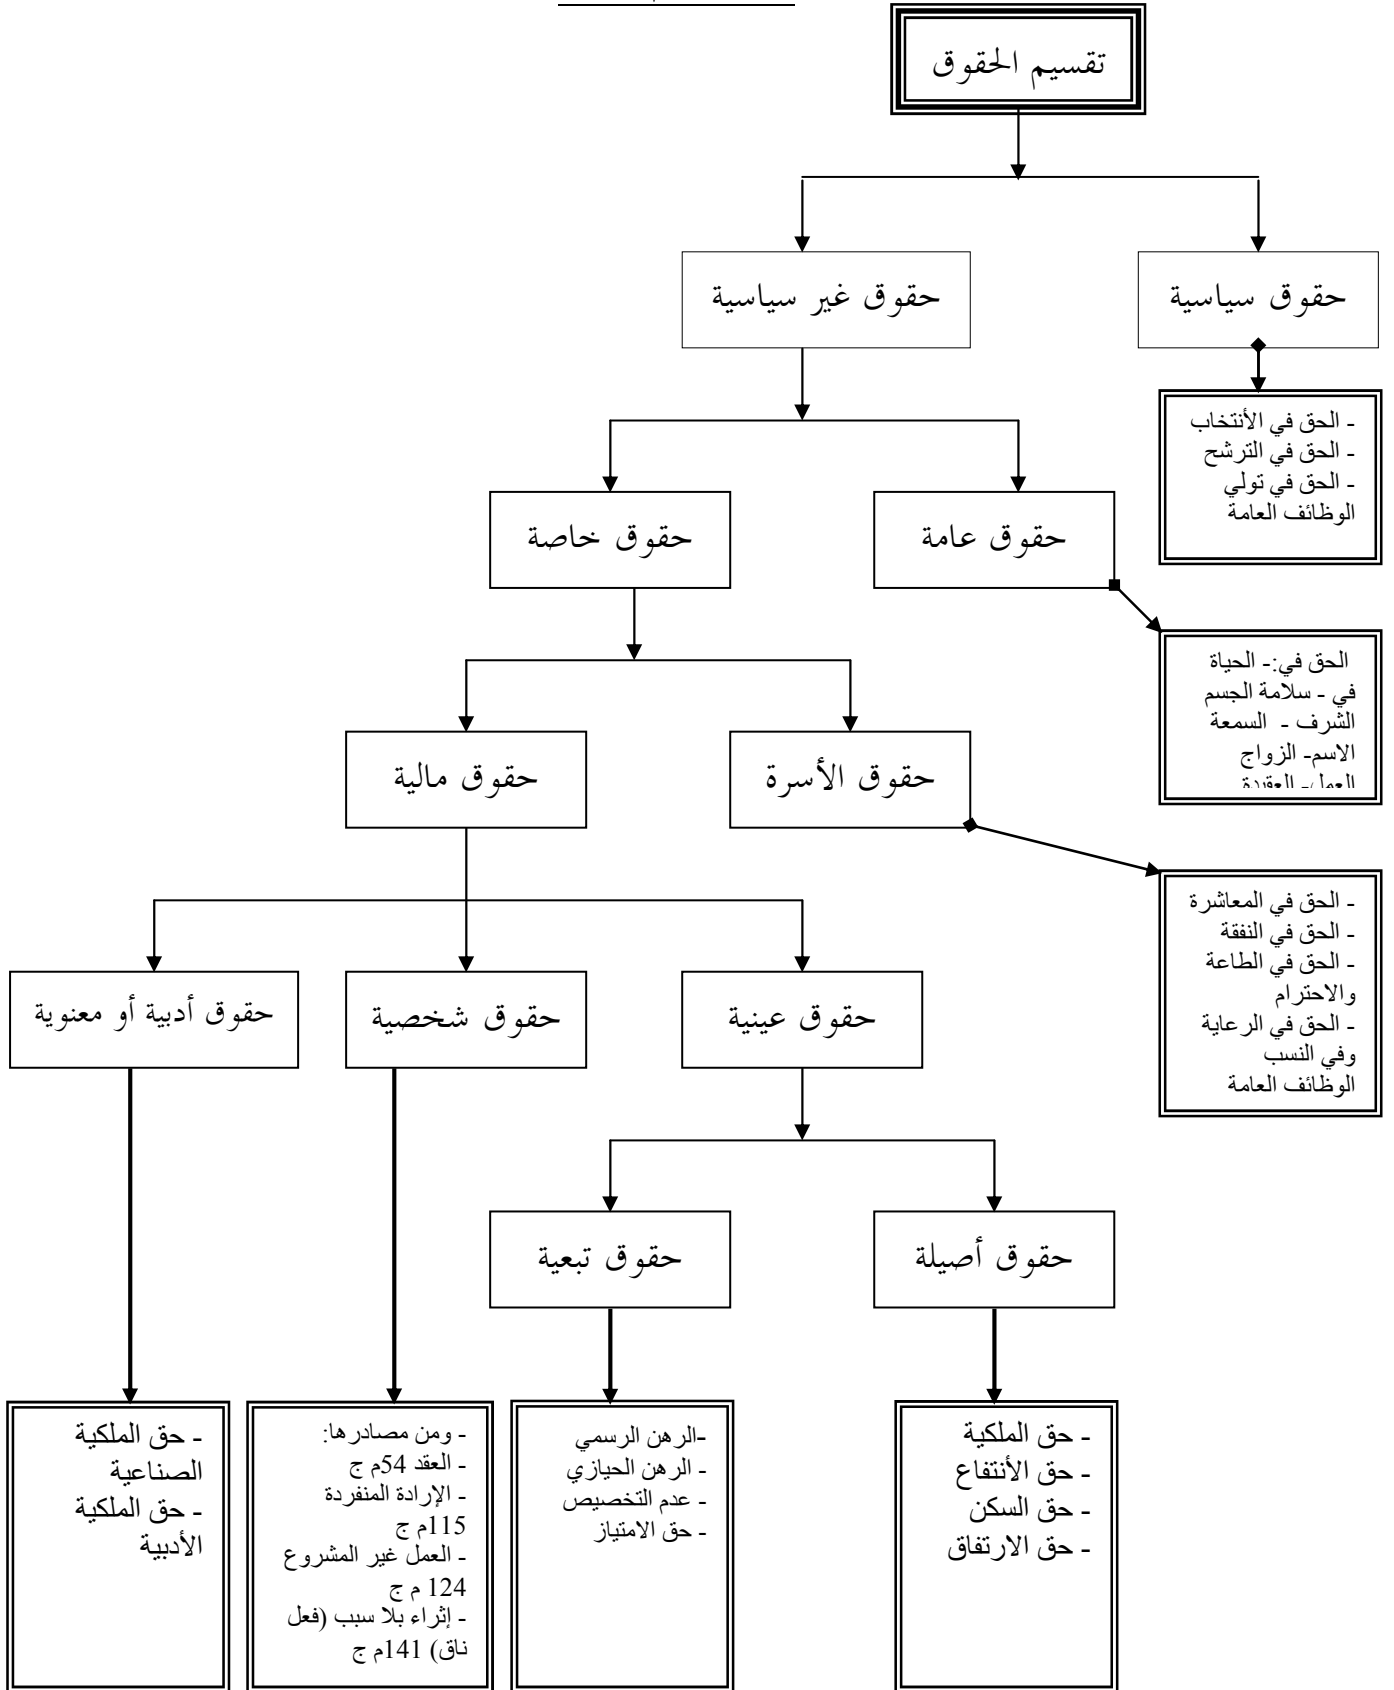 تقسيم الحقوق
حقوق سياسية
حقوق غير سياسية
- الحق في الأنتخاب
- الحق في الترشح
- الحق في تولي
الوظائف العامة
حقوق عامة
حقوق خاصة
الحق في:- الحياة
في - سلامة الجسم
الشرف - السمعة
الاسم- الزواج
العمل- العقيدة
حقوق الأسرة
حقوق مالية
- الحق في المعاشرة
- الحق في النفقة
- الحق في الطاعة
والاحترام
- الحق في الرعاية
وفي النسب
الوظائف العامة
حقوق عينية
حقوق شخصية
حقوق أدبية أو معنوية
حقوق أصيلة
حقوق تبعية
- حق الملكية
- حق الأنتفاع
- حق السكن
- حق الارتفاق
-الرهن الرسمي
- الرهن الحيازي
- عدم التخصيص
- حق الامتياز
- ومن مصادرها:
- العقد 54م ج
- الإرادة المنفردة
115م ج
- العمل غير المشروع
124 م ج
- إثراء بلا سبب (فعل
ناق) 141م ج
- حق الملكية
الصناعية
- حق الملكية
الأدبية